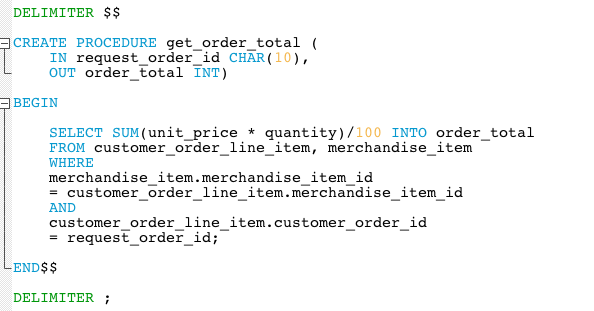 DELIMITER $$
CREATE PROCEDURE get_order_total (
IN request_order_id CHAR(10),
OUT order_total INT)
BEGIN
SELECT SUM(unit_price * quantity)/100 INTO order_total
FROM customer_order_line_item, merchandise_item
WHERE
merchandise_item.merchandise_item_id
= customer_order_line_item.merchandise_item_id
AND
customer_order_line_item.customer_order_id
= request_order_id;
END$$
DELIMITER ;